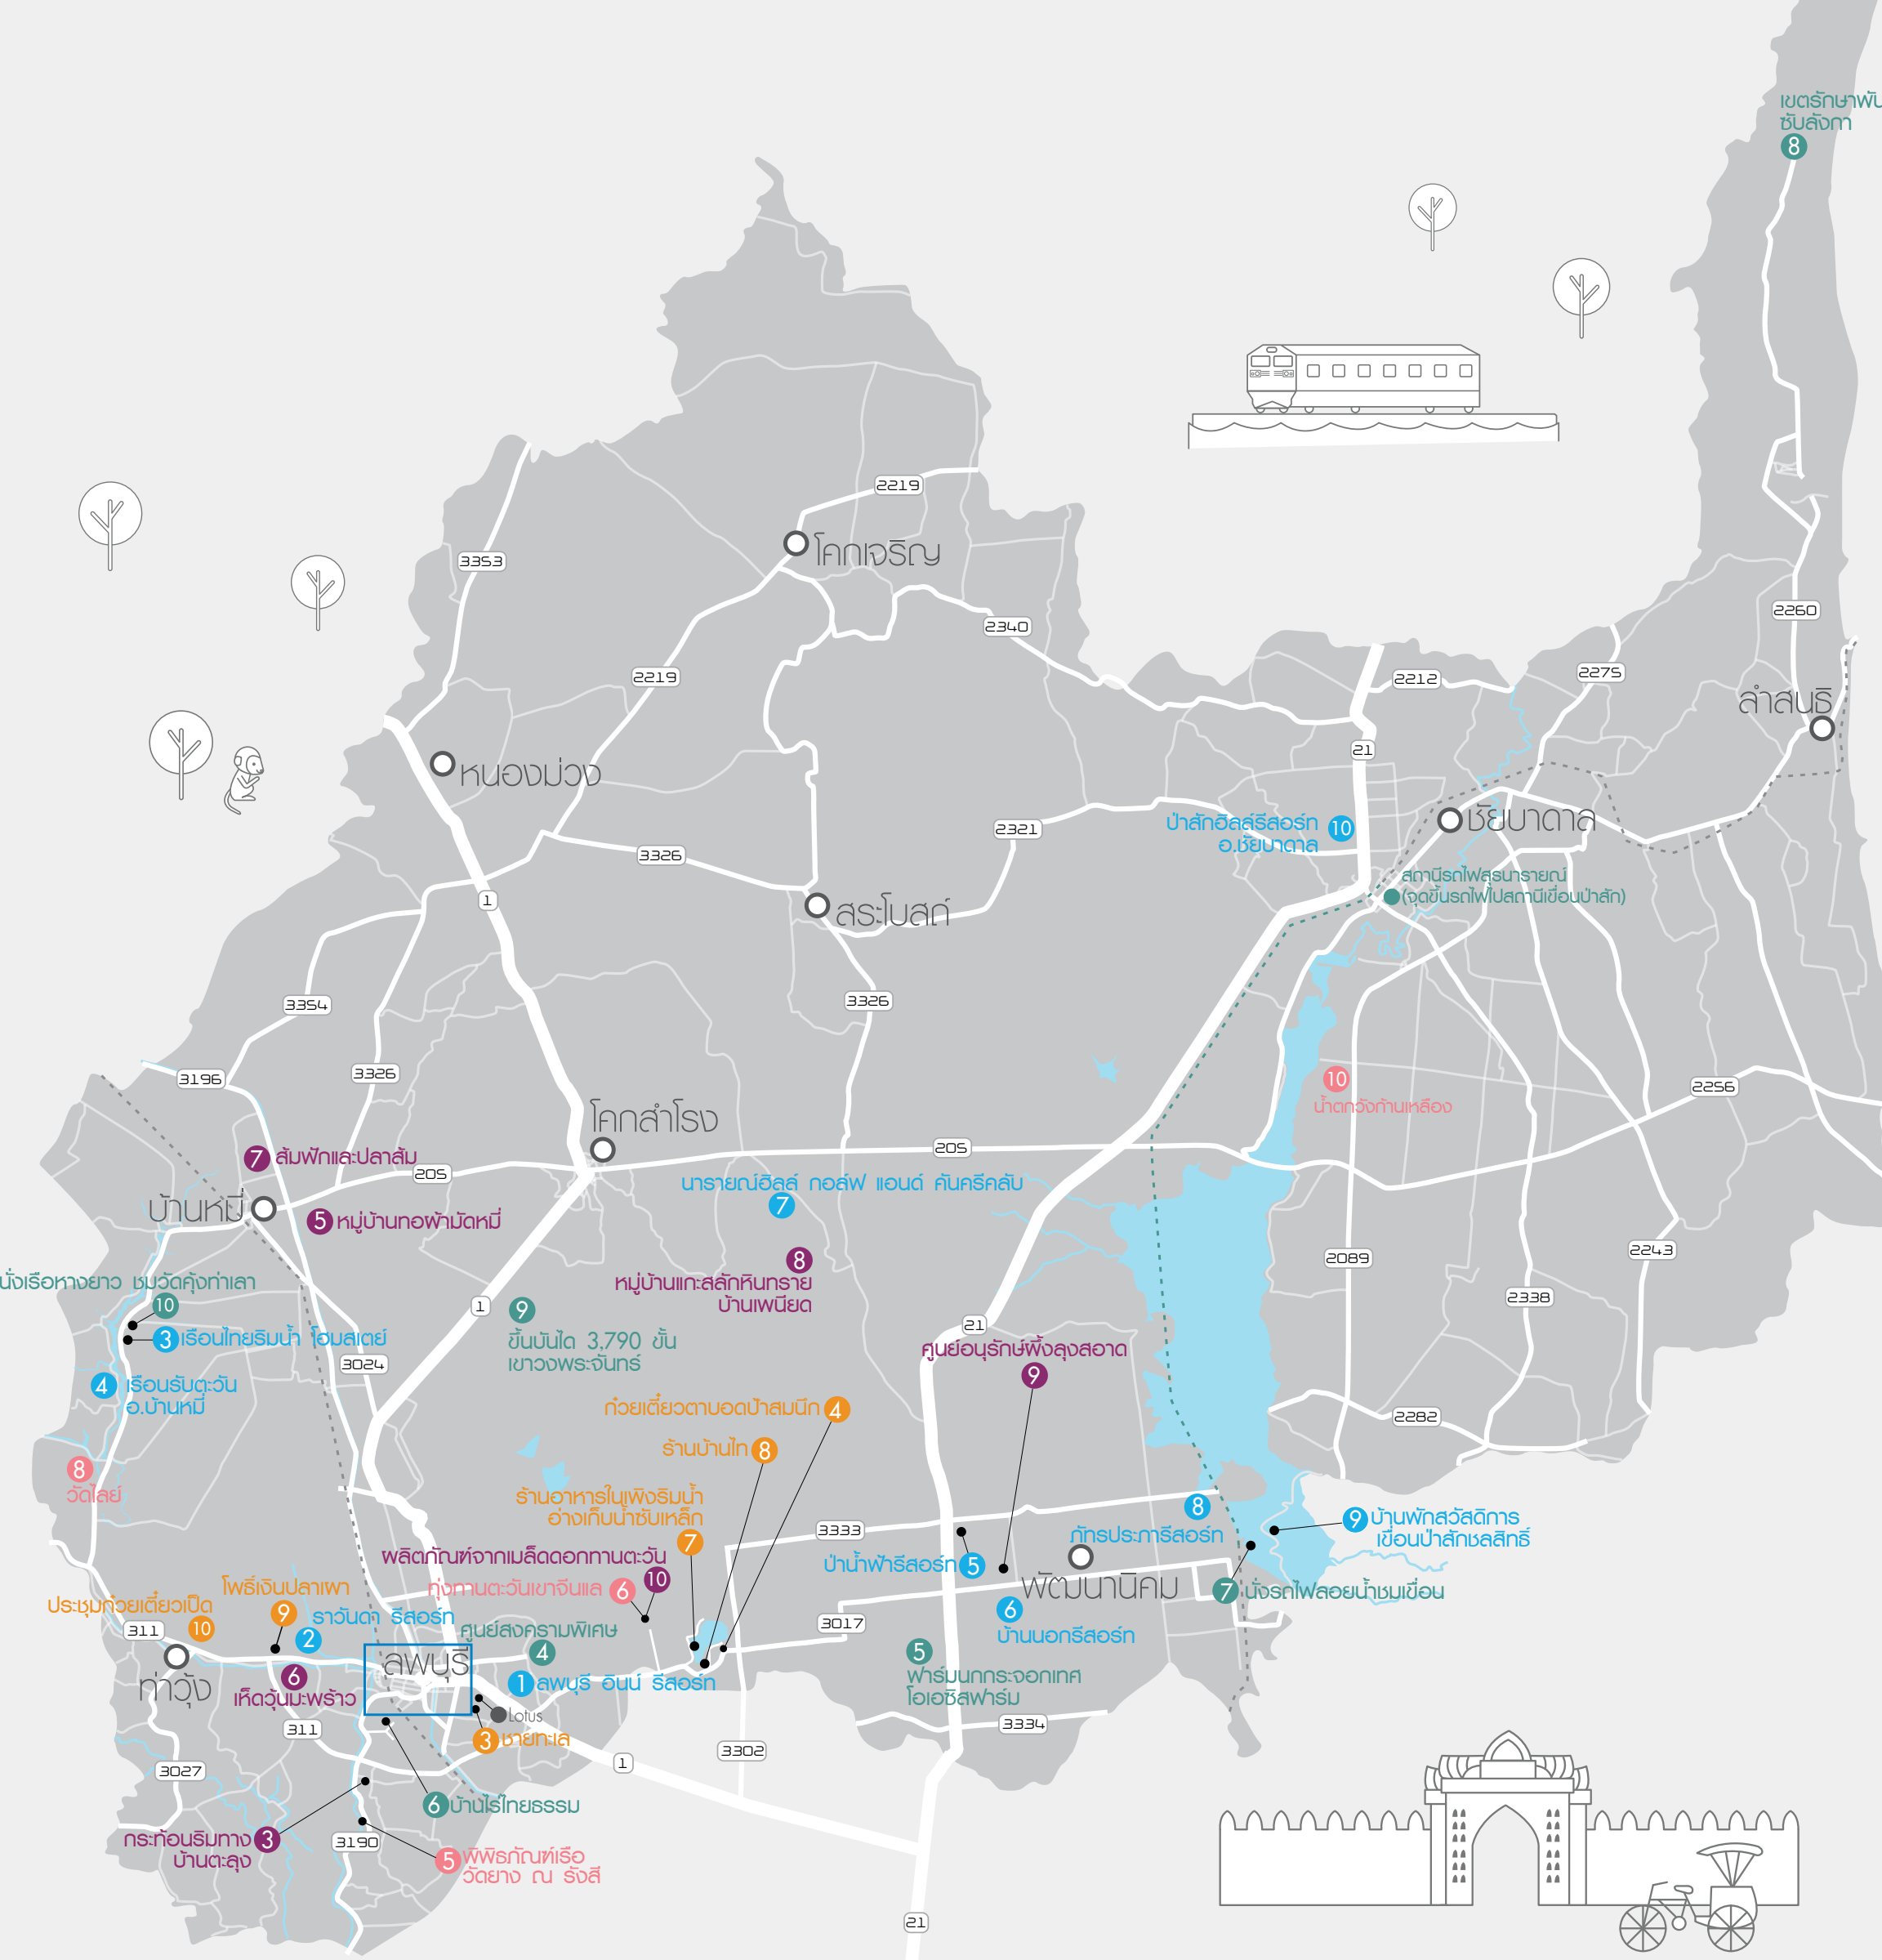 เขตรักษาพัน
ซับลังกา
8
2219
โคกเจริญ
3353
2260
2340
2219
2275
2212
ลำสนธิ
21
หนองม่วง
ป่าสักฮิลล์รีสอร์ท
อ.ชัยบาดาล
10
ชัยบาดาล
2321
3326
สถานีรถไฟสุรนารายณ์
(จุดขึ้นรถไฟไปสถานีเขื่อนป่าสัก)
1
สระโบสถ์
3354
3326
3326
3196
10
น้ำตกวังก้านเหลือง
2256
โคกสำโรง
205
7 ส้มฟักและปลาส้ม
205
นารายณ์ฮิลล์ กอล์ฟ แอนด์ คันทรีคลับ
7
บ้านหมี่
5 หมู่บ้านทอผ้ามัดหมี่
2089
2243
8
หมู่บ้านแกะสลักหินทราย
บ้านเพนียด
นั่งเรือหางยาว ชมวัดคุ้งท่าเลา
10
1
9
ขึ้นบันได 3,790 ขั้น
เขาวงพระจันทร์
2338
21
3 เรือนไทยริมน้ำ โฮมสเตย์
3024
ศูนย์อนุรักษ์ผึ้งลุงสอาด
9
4 เรือนรับตะวัน
อ.บ้านหมี่
ก๋วยเตี๋ยวตาบอดป้าสมนึก 4
2282
ร้านบ้านไท 8
8
วัดไลย์
ร้านอาหารในเพิงริมน้ำ
อ่างเก็บน้ำซับเหล็ก
7
8
ภัทรประภารีสอร์ท
9 บ้านพักสวัสดิการ
เขื่อนป่าสักชลสิทธิ์
3333
ผลิตภัณฑ์จากเมล็ดดอกทานตะวัน
10
ป่าน้ำฟ้ารีสอร์ท 5
พัฒนานิคม
ทุ่งทานตะวันเขาจีนแล 6
7 นั่งรถไฟลอยน้ำชมเขื่อน
โพธิ์เงินปลาเผา
9
ประชุมก๋วยเตี๋ยวเป็ด
10
ราวันดา รีสอร์ท
2
6
บ้านนอกรีสอร์ท
3017
311
ศูนย์สงครามพิเศษ
4
ลพบุรี
5
ฟาร์มนกกระจอกเทศ
โอเอซิสฟาร์ม
ท่าวุ้ง
6
เห็ดวุ้นมะพร้าว
1 ลพบุรี อินน์ รีสอร์ท
Lotus
3334
311
3 ชายทะเล
3302
1
3027
6 บ้านไร่ไทยธรรม
กระท้อนริมทาง
บ้านตะลุง
3
3190
5 พิพิธภัณฑ์เรือ
วัดยาง ณ รังสี
21